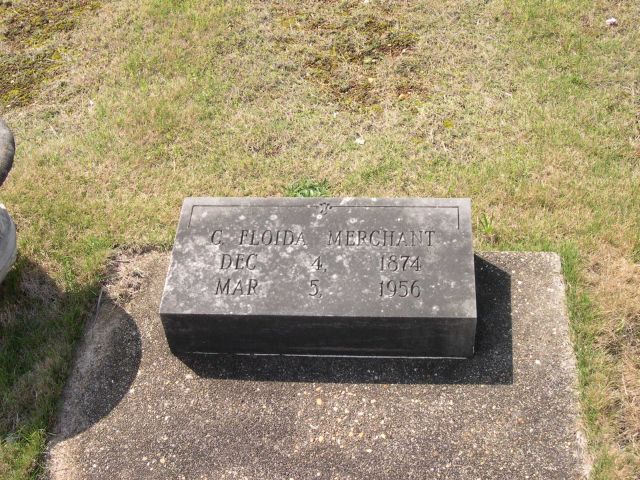 C. FLOIDA MERCHANT
DEC 4, 1874
MAR 5, 1956